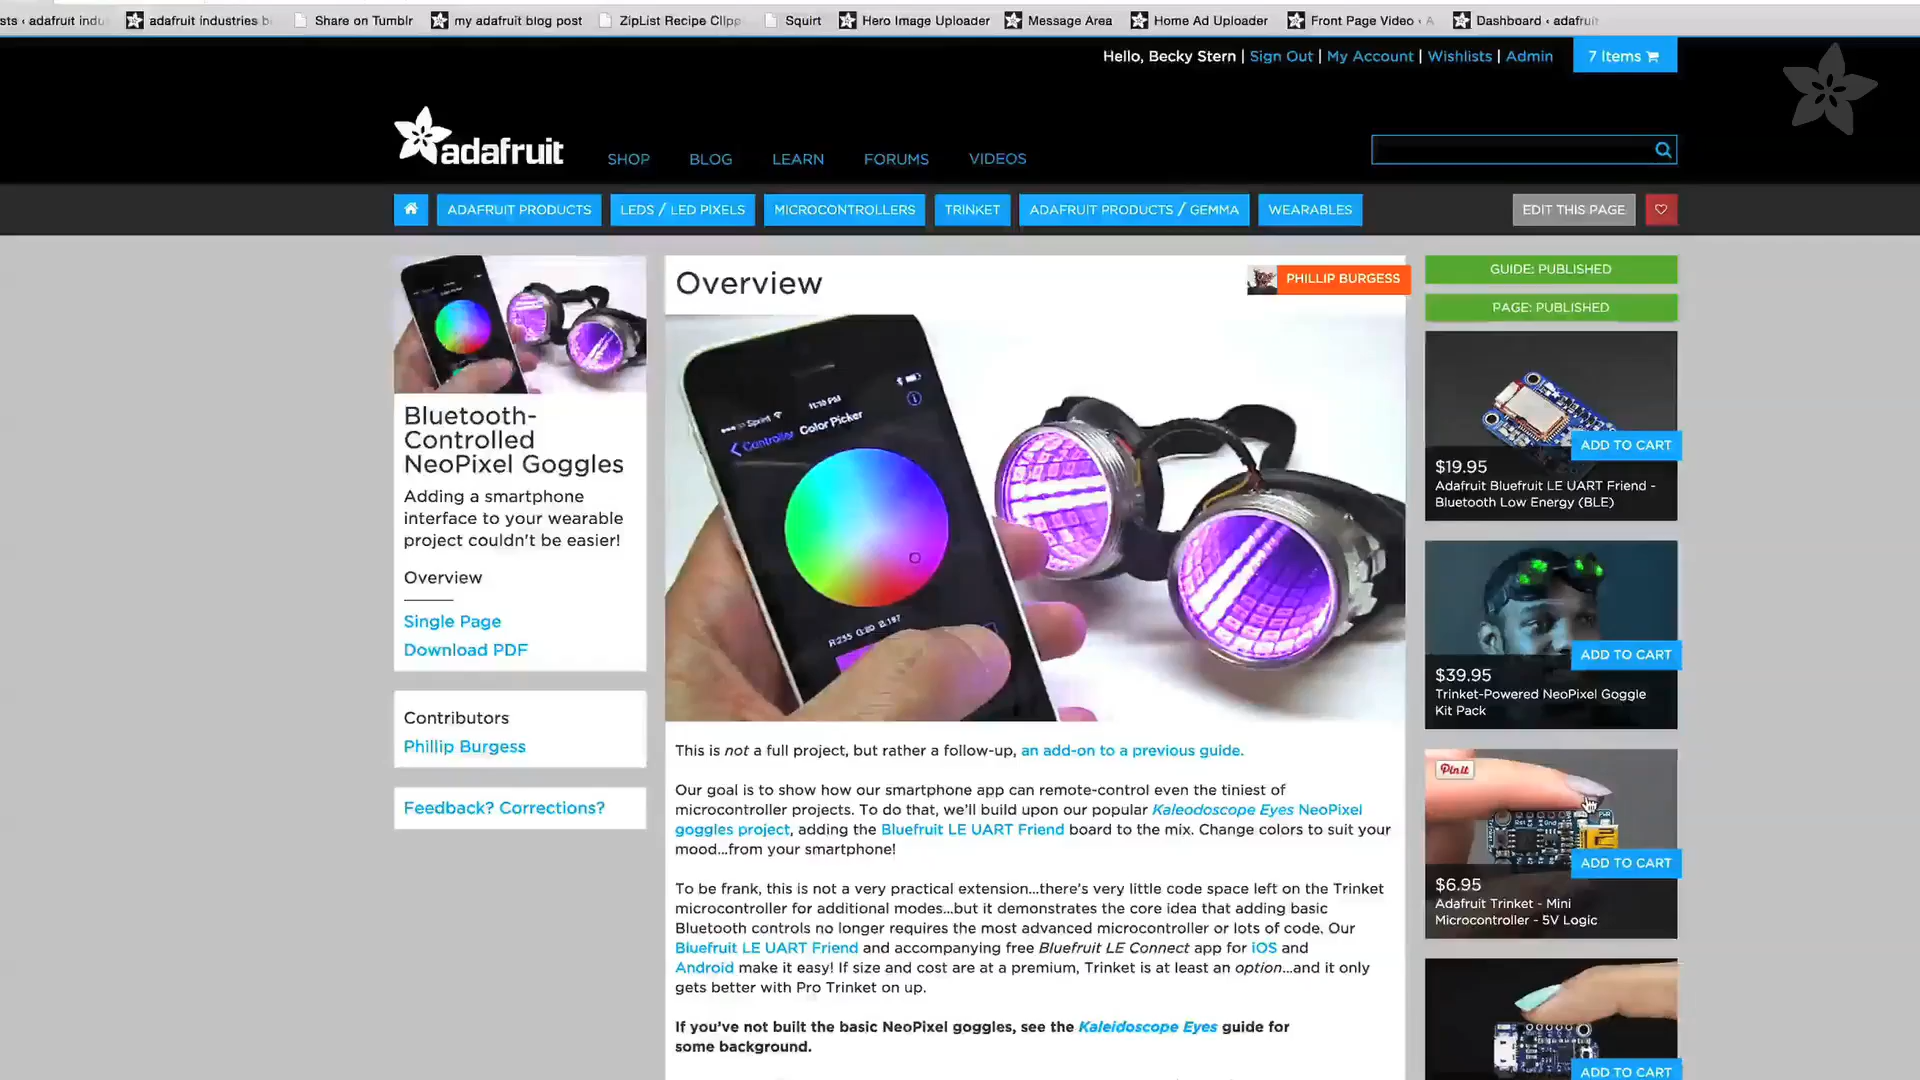 sts ‹ adafruit indu
adafruit industries b
Share on Tumblr
my adafruit blog post
ZipList Recipe Clipp
Squirt
Hero Image Uploader
Message Area
Home Ad Uploader
Front Page Video ‹ A
Dashboard ‹ adafruit
Hello, Becky Stern | Sign Out | My Account | Wishlists | Admin
7 Items
adafruit
SHOP BLOG LEARN FORUMS VIDEOS
ADAFRUIT PRODUCTS
LEDS / LED PIXELS
MICROCONTROLLERS
TRINKET
ADAFRUIT PRODUCTS / GEMMA
WEARABLES
EDIT THIS PAGE
Bluetooth-
Controlled
NeoPixel Goggles
Adding a smartphone
interface to your wearable
project couldn't be easier!
Overview
Single Page
Download PDF
Contributors
Phillip Burgess
Feedback? Corrections?
Overview
PHILLIP BURGESS
Sprint
11:10 PM
Controller Color Picker
R:235 G:80 B:197
This is not a full project, but rather a follow-up, an add-on to a previous guide.
Our goal is to show how our smartphone app can remote-control even the tiniest of
microcontroller projects. To do that, we'll build upon our popular Kaleodoscope Eyes NeoPixel
goggles project, adding the Bluefruit LE UART Friend board to the mix. Change colors to suit your
mood...from your smartphone!
To be frank, this is not a very practical extension...there's very little code space left on the Trinket
microcontroller for additional modes...but it demonstrates the core idea that adding basic
Bluetooth controls no longer requires the most advanced microcontroller or lots of code. Our
Bluefruit LE UART Friend and accompanying free Bluefruit LE Connect app for iOS and
Android make it easy! If size and cost are at a premium, Trinket is at least an option...and it only
gets better with Pro Trinket on up.
If you've not built the basic NeoPixel goggles, see the Kaleidoscope Eyes guide for
some background.
GUIDE: PUBLISHED
PAGE: PUBLISHED
ADD TO CART
$19.95
Adafruit Bluefruit LE UART Friend -
Bluetooth Low Energy (BLE)
ADD TO CART
$39.95
Trinket-Powered NeoPixel Goggle
Kit Pack
Pin it
ADD TO CART
$6.95
Adafruit Trinket - Mini
Microcontroller - 5V Logic
ADD TO CART